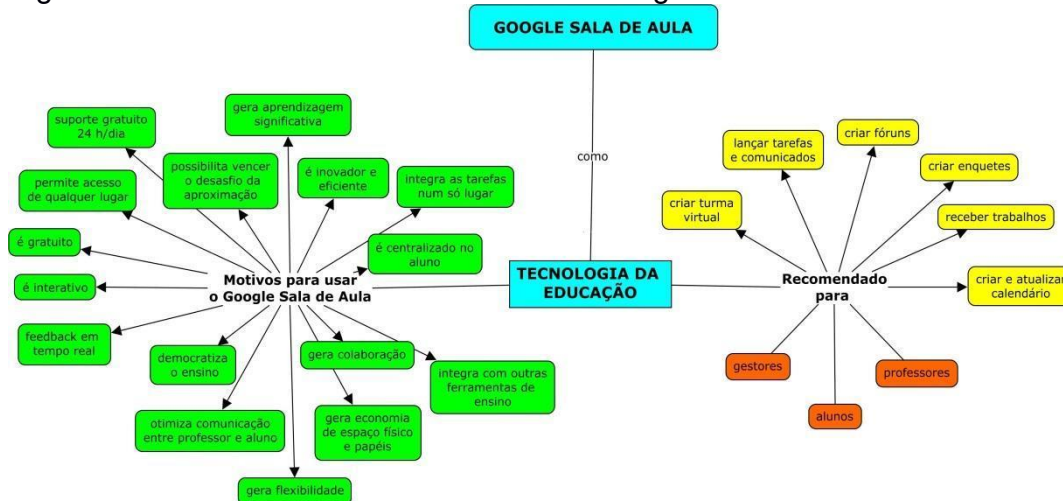 GOOGLE SALA DE AULA
como
TECNOLOGIA DA
EDUCAÇÃO
Motivos para usar
o Google Sala de Aula
suporte gratuito
24 h/dia
gera aprendizagem
significativa
possibilita vencer
o desasfio da
aproximação
é inovador e
eficiente
integra as tarefas
num só lugar
permite acesso
de qualquer lugar
é gratuito
é centralizado no
aluno
é interativo
feedback em
tempo real
democratiza
o ensino
gera colaboração
integra com outras
ferramentas de
ensino
otimiza comunicação
entre professor e aluno
gera economia
de espaço físico
e papéis
gera flexibilidade
Recomendado
para
lançar tarefas
e comunicados
criar fóruns
criar enquetes
criar turma
virtual
receber trabalhos
criar e atualizar
calendário
gestores
professores
alunos